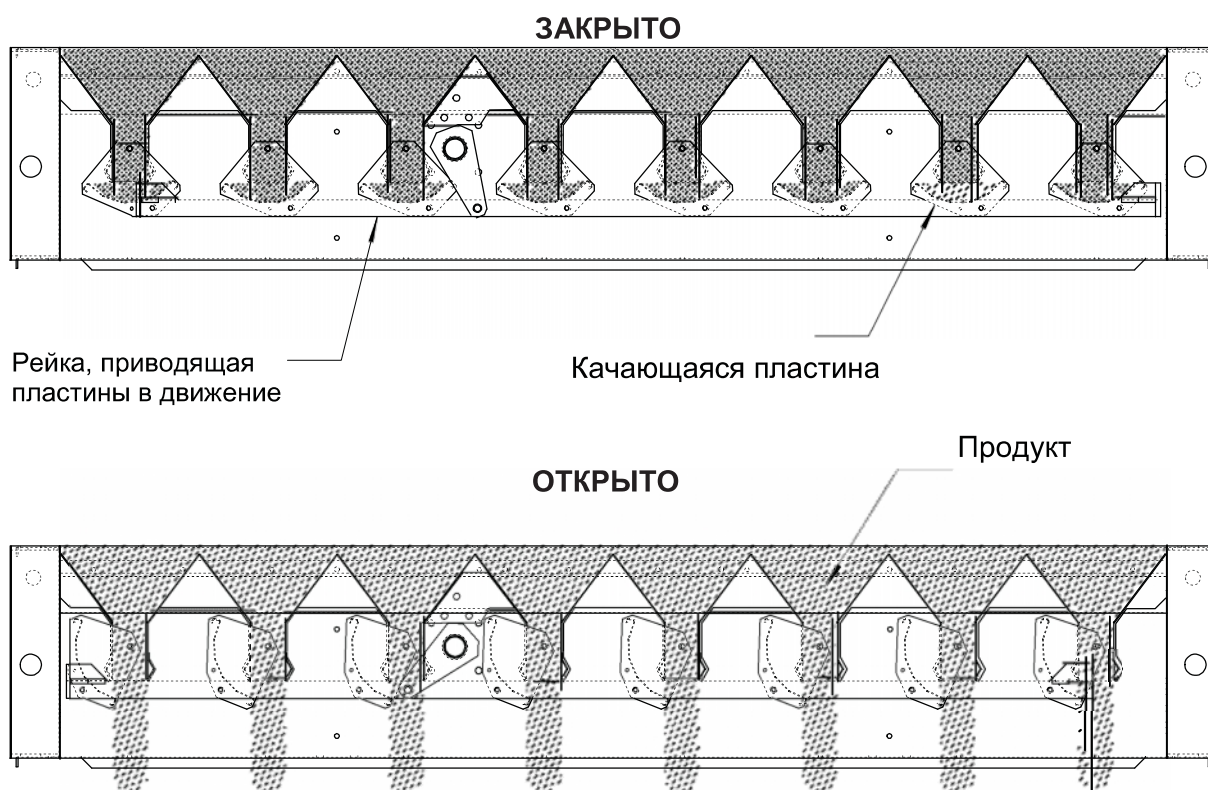 ЗАКРЫТО
Рейка, приводящая
пластины в движение
Качающаяся пластина
Продукт
ОТКРЫТО